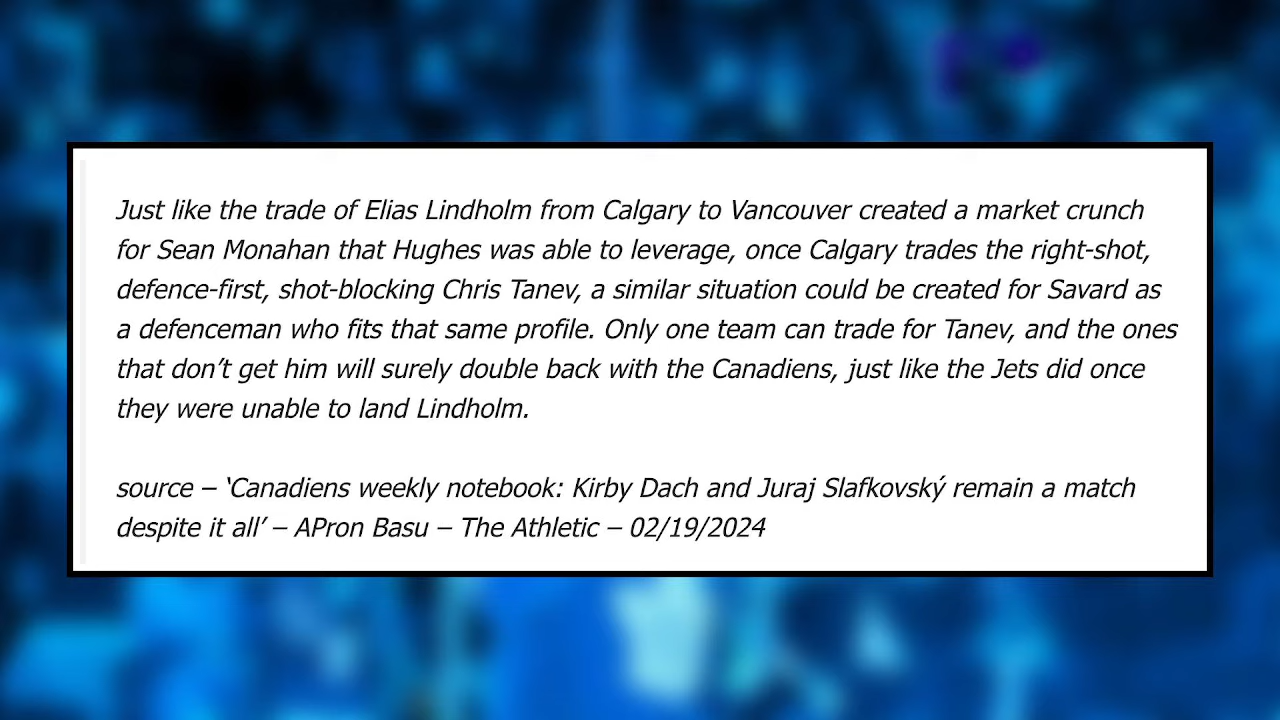 Just like the trade of Elias Lindholm from Calgary to Vancouver created a market crunch
for Sean Monahan that Hughes was able to leverage, once Calgary trades the right-shot,
defence-first, shot-blocking Chris Tanev, a similar situation could be created for Savard as
a defenceman who fits that same profile. Only one team can trade for Tanev, and the ones
that don’t get him will surely double back with the Canadiens, just like the Jets did once
they were unable to land Lindholm.
source – ‘Canadiens weekly notebook: Kirby Dach and Juraj Slafkovský remain a match
despite it all’ – APron Basu – The Athletic – 02/19/2024